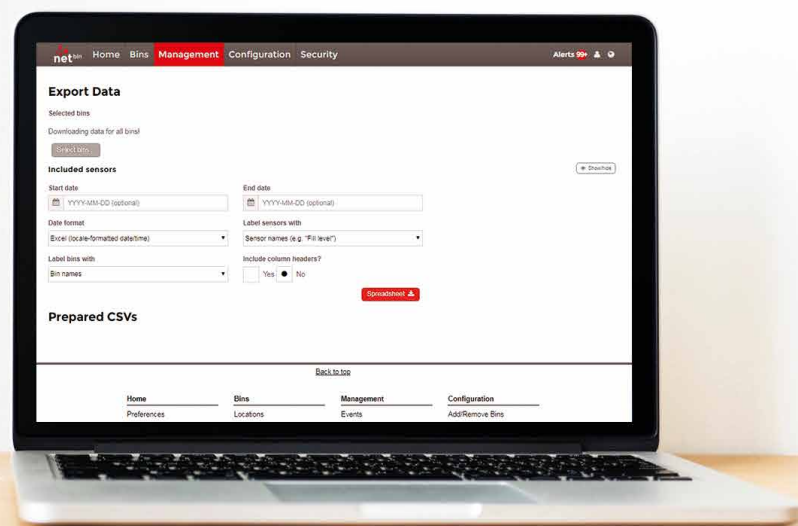 netbin Home Bins Management Configuration Security Alerts 99+
Export Data
Selected bins
Downloading data for all bins!
Select bins...
Included sensors
Show/hide
Start date End date
YYYY-MM-DD (optional) YYYY-MM-DD (optional)
Date format Label sensors with
Excel (locale-formatted date/time) Sensor names (e.g. "Fill level")
Label bins with Include column headers?
Bin names Yes No
Spreadsheet
Prepared CSVs
Back to top
Home Bins Management Configuration
Preferences Locations Events Add/Remove Bins